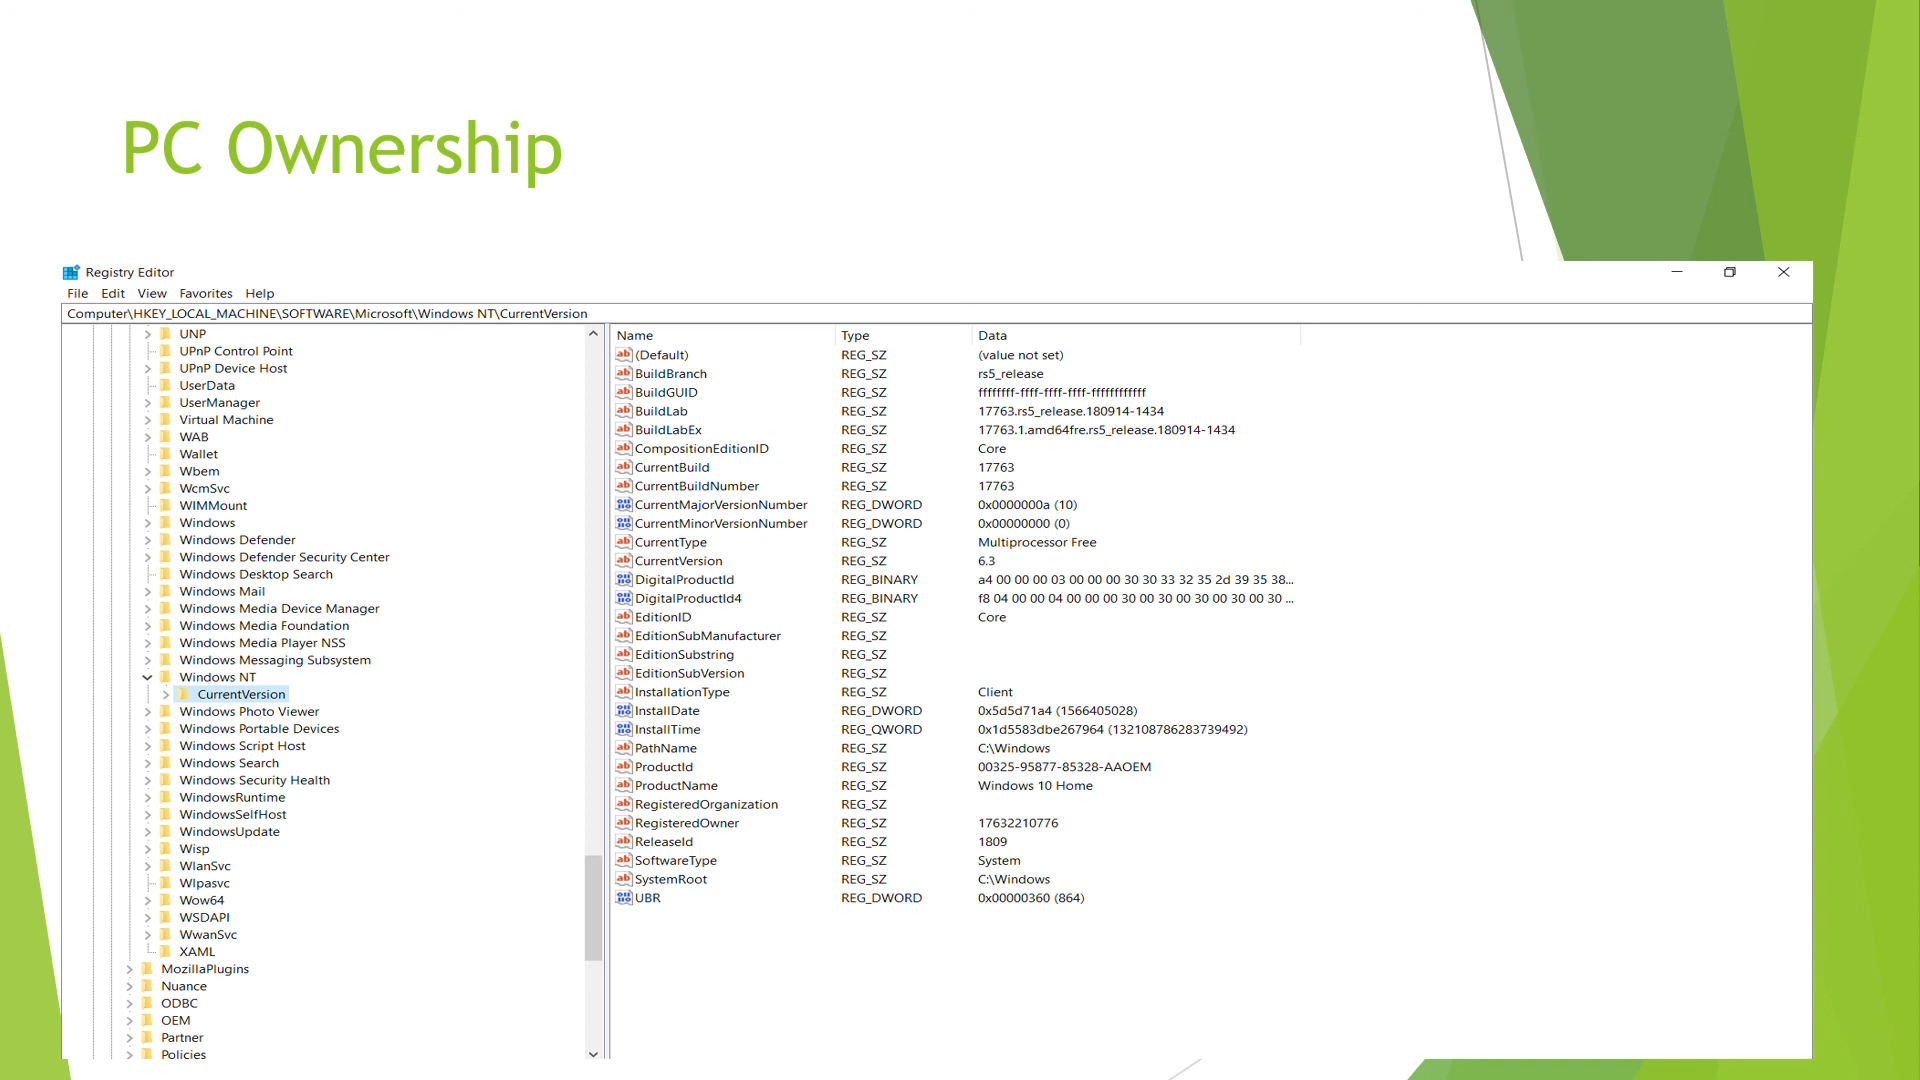 PC Ownership
Registry Editor
File Edit View Favorites Help
Computer\HKEY_LOCAL_MACHINE\SOFTWARE\Microsoft\Windows NT\CurrentVersion
UNP
UPnP Control Point
UPnP Device Host
UserData
UserManager
Virtual Machine
WAB
Wallet
Wbem
WcmSvc
WIMMount
Windows
Windows Defender
Windows Defender Security Center
Windows Desktop Search
Windows Mail
Windows Media Device Manager
Windows Media Foundation
Windows Media Player NSS
Windows Messaging Subsystem
Windows NT
CurrentVersion
Windows Photo Viewer
Windows Portable Devices
Windows Script Host
Windows Search
Windows Security Health
WindowsRuntime
WindowsSelfHost
WindowsUpdate
Wisp
WlanSvc
Wlpasvc
Wow64
WSDAPI
WwanSvc
XAML
MozillaPlugins
Nuance
ODBC
OEM
Partner
Policies
Name Type Data
(Default) REG_SZ (value not set)
BuildBranch REG_SZ rs5_release
BuildGUID REG_SZ ffffffff-ffff-ffff-ffff-ffffffffffff
BuildLab REG_SZ 17763.rs5_release.180914-1434
BuildLabEx REG_SZ 17763.1.amd64fre.rs5_release.180914-1434
CompositionEditionID REG_SZ Core
CurrentBuild REG_SZ 17763
CurrentBuildNumber REG_SZ 17763
CurrentMajorVersionNumber REG_DWORD 0x0000000a (10)
CurrentMinorVersionNumber REG_DWORD 0x00000000 (0)
CurrentType REG_SZ Multiprocessor Free
CurrentVersion REG_SZ 6.3
DigitalProductId REG_BINARY a4 00 00 00 03 00 00 00 30 30 33 32 35 2d 39 35 38...
DigitalProductId4 REG_BINARY f8 04 00 00 04 00 00 00 30 00 30 00 30 00 30 00 30 ...
EditionID REG_SZ Core
EditionSubManufacturer REG_SZ
EditionSubstring REG_SZ
EditionSubVersion REG_SZ
InstallationType REG_SZ Client
InstallDate REG_DWORD 0x5d5d71a4 (1566405028)
InstallTime REG_QWORD 0x1d5583dbe267964 (132108786283739492)
PathName REG_SZ C:\Windows
ProductId REG_SZ 00325-95877-85328-AAOEM
ProductName REG_SZ Windows 10 Home
RegisteredOrganization REG_SZ
RegisteredOwner REG_SZ 17632210776
ReleaseId REG_SZ 1809
SoftwareType REG_SZ System
SystemRoot REG_SZ C:\Windows
UBR REG_DWORD 0x00000360 (864)